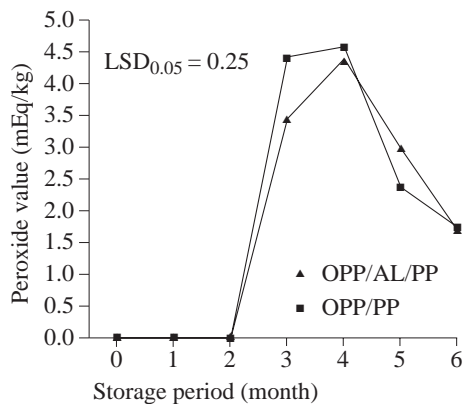 Peroxide value (mEq/kg)
5.0
4.5
4.0
3.5
3.0
2.5
2.0
1.5
1.0
0.5
0.0
LSD0.05 = 0.25
OPP/AL/PP
OPP/PP
0 1 2 3 4 5 6
Storage period (month)